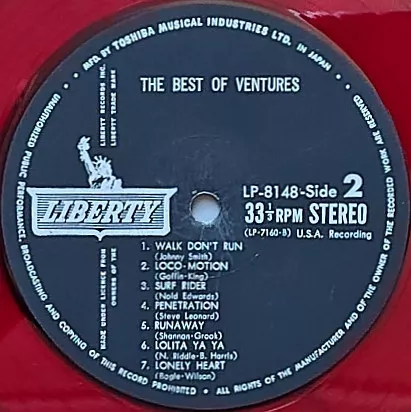 MFD. BY TOSHIBA MUSICAL INDUSTRIES LTD. IN JAPAN
UNAUTHORIZED PUBLIC PERFORMANCE, BROADCASTING AND COPYING OF THIS RECORD PROHIBITED • ALL RIGHTS OF THE MANUFACTURER AND OF THE OWNER OF THE RECORDED WORK ARE RESERVED
THE BEST OF VENTURES
LIBERTY RECORDS INC.
LIBERTY TRADE MARK
MADE UNDER LICENCE FROM
OWNERS OF THE
LIBERTY
LP-8148-Side 2
33 1/3 RPM STEREO
(LP-7160-B) U.S.A. Recording
1. WALK DON'T RUN
(Johnny Smith)
2. LOCO-MOTION
(Goffin-King)
3. SURF RIDER
(Nold Edwards)
4. PENETRATION
(Steve Leonard)
5. RUNAWAY
(Shannon-Grook)
6. LOLITA YA YA
(N. Riddle-B. Harris)
7. LONELY HEART
(Bogle-Wilson)